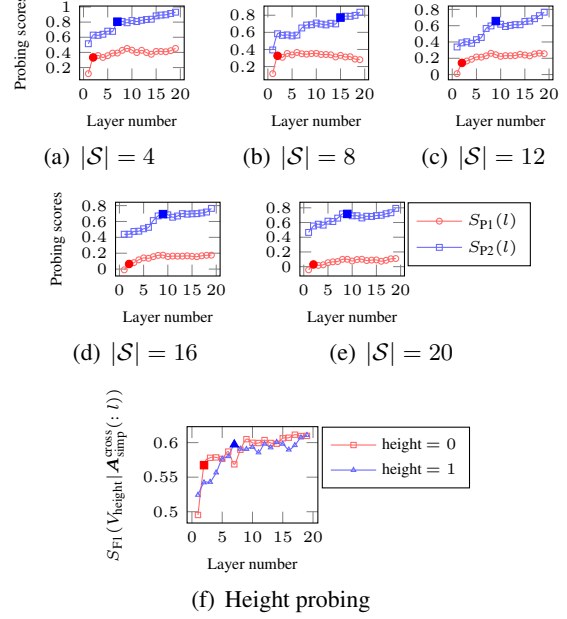 Probing scores
1
0.8
0.6
0.4
0.2
0 5 10 15 20
Layer number
(a) |S| = 4
0.8
0.6
0.4
0.2
0 5 10 15 20
Layer number
(b) |S| = 8
0.8
0.6
0.4
0.2
0
0 5 10 15 20
Layer number
(c) |S| = 12
Probing scores
0.8
0.6
0.4
0.2
0
0 5 10 15 20
Layer number
(d) |S| = 16
0.8
0.6
0.4
0.2
0
0 5 10 15 20
Layer number
(e) |S| = 20
S_P1(l)
S_P2(l)
S_F1(V_height|A_simp^cross(: l))
0.6
0.55
0.5
0 5 10 15 20
Layer number
height = 0
height = 1
(f) Height probing